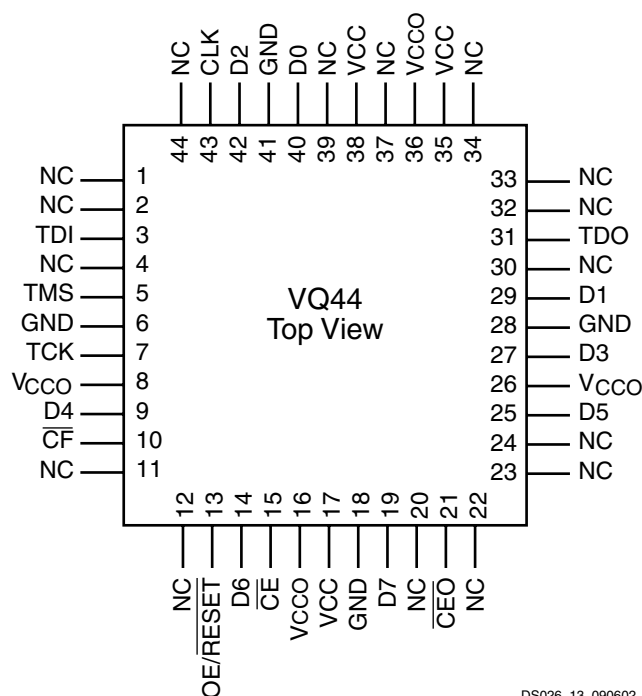 NC CLK D2 GND D0 NC VCC NC VCCO VCC NC
44 43 42 41 40 39 38 37 36 35 34
NC 1
NC 2
TDI 3
NC 4
TMS 5
GND 6
TCK 7
VCCO 8
D4 9
CF 10
NC 11
VQ44
Top View
33 NC
32 NC
31 TDO
30 NC
29 D1
28 GND
27 D3
26 VCCO
25 D5
24 NC
23 NC
12 13 14 15 16 17 18 19 20 21 22
NC OE/RESET D6 CE VCCO VCC GND D7 NC CEO NC
DS026_13_090602